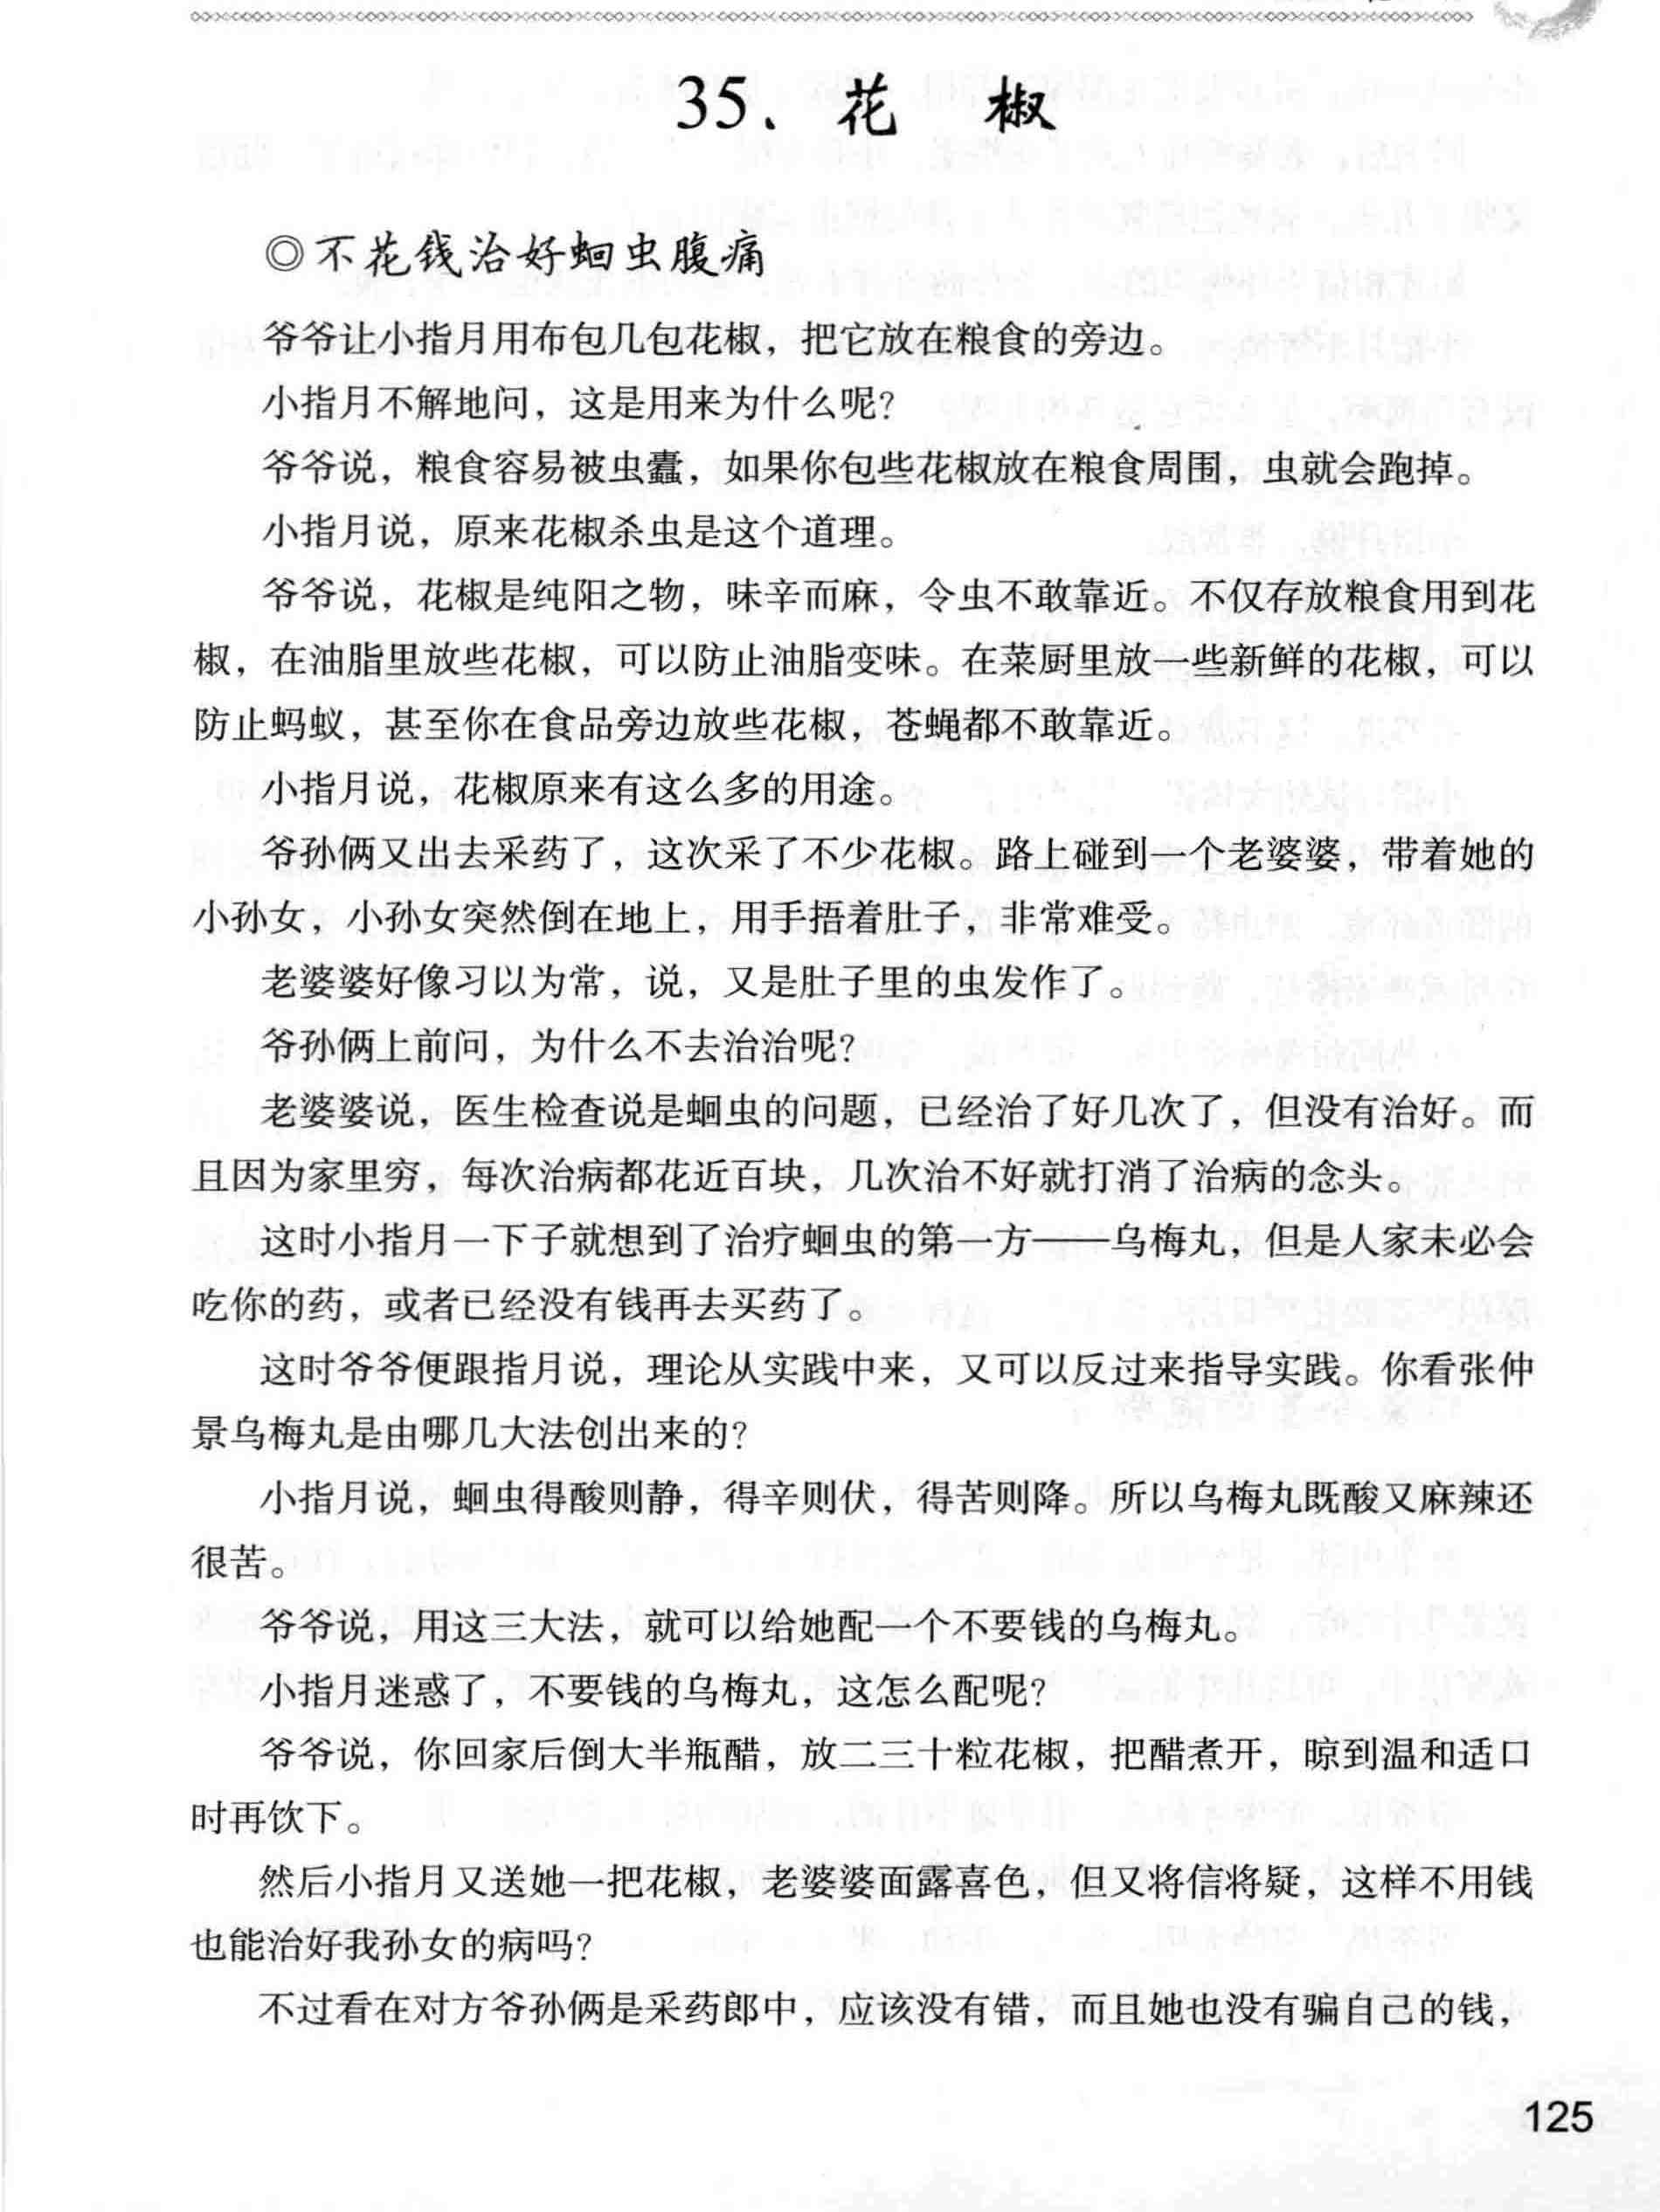 35、花 椒
◎不花钱治好蛔虫腹痛
爷爷让小指月用布包几包花椒，把它放在粮食的旁边。
小指月不解地问，这是用来为什么呢？
爷爷说，粮食容易被虫蠹，如果你包些花椒放在粮食周围，虫就会跑掉。
小指月说，原来花椒杀虫是这个道理。
爷爷说，花椒是纯阳之物，味辛而麻，令虫不敢靠近。不仅存放粮食用到花
椒，在油脂里放些花椒，可以防止油脂变味。在菜厨里放一些新鲜的花椒，可以
防止蚂蚁，甚至你在食品旁边放些花椒，苍蝇都不敢靠近。
小指月说，花椒原来有这么多的用途。
爷孙俩又出去采药了，这次采了不少花椒。路上碰到一个老婆婆，带着她的
小孙女，小孙女突然倒在地上，用手捂着肚子，非常难受。
老婆婆好像习以为常，说，又是肚子里的虫发作了。
爷孙俩上前问，为什么不去治治呢？
老婆婆说，医生检查说是蛔虫的问题，已经治了好几次了，但没有治好。而
且因为家里穷，每次治病都花近百块，几次治不好就打消了治病的念头。
这时小指月一下子就想到了治疗蛔虫的第一方——乌梅丸，但是人家未必会
吃你的药，或者已经没有钱再去买药了。
这时爷爷便跟指月说，理论从实践中来，又可以反过来指导实践。你看张仲
景乌梅丸是由哪几大法创出来的？
小指月说，蛔虫得酸则静，得辛则伏，得苦则降。所以乌梅丸既酸又麻辣还
很苦。
爷爷说，用这三大法，就可以给她配一个不要钱的乌梅丸。
小指月迷惑了，不要钱的乌梅丸，这怎么配呢？
爷爷说，你回家后倒大半瓶醋，放二三十粒花椒，把醋煮开，晾到温和适口
时再饮下。
然后小指月又送她一把花椒，老婆婆面露喜色，但又将信将疑，这样不用钱
也能治好我孙女的病吗？
不过看在对方爷孙俩是采药郎中，应该没有错，而且她也没有骗自己的钱，
125